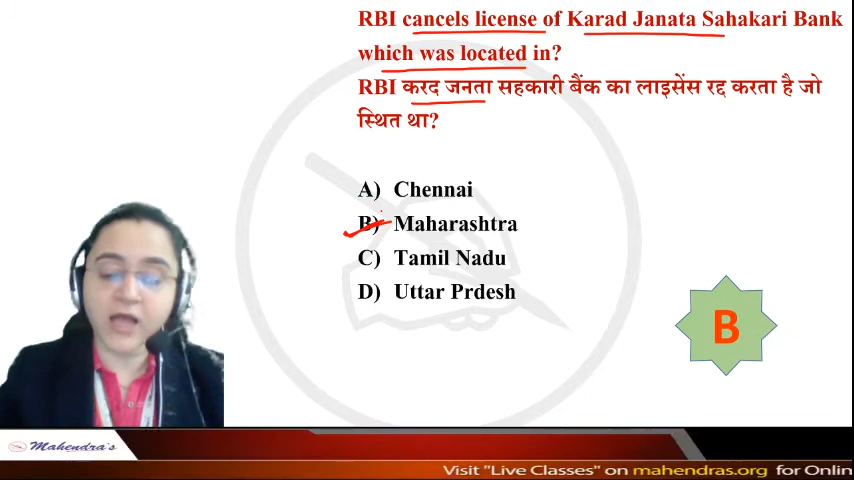 RBI cancels license of Karad Janata Sahakari Bank
which was located in?
RBI करद जनता सहकारी बैंक का लाइसेंस रद्द करता है जो
स्थित था?
A) Chennai
B) Maharashtra
C) Tamil Nadu
D) Uttar Prdesh
B
Mahendra's
Visit "Live Classes" on mahendras.org for Onlin